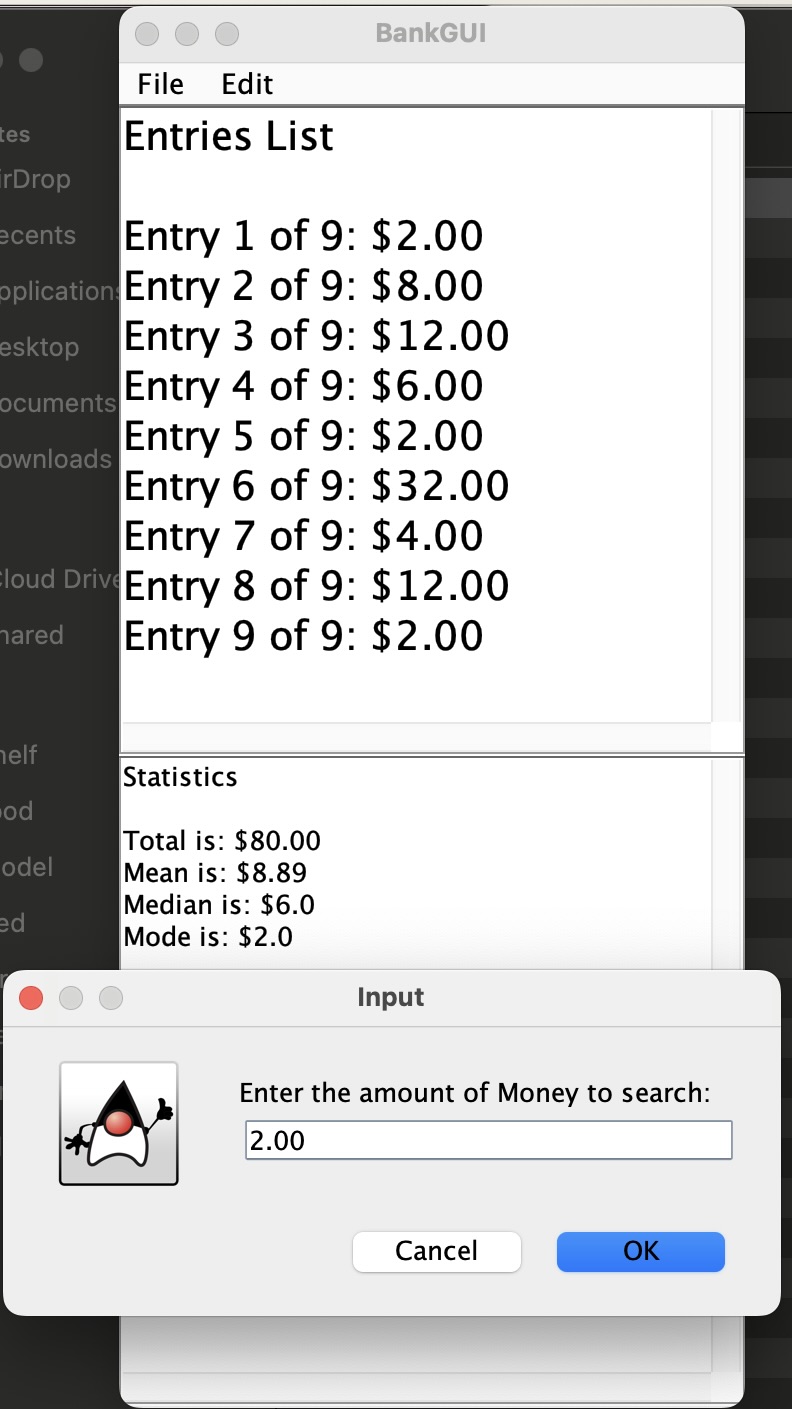 BankGUI
File Edit
Entries List
Entry 1 of 9: $2.00
Entry 2 of 9: $8.00
Entry 3 of 9: $12.00
Entry 4 of 9: $6.00
Entry 5 of 9: $2.00
Entry 6 of 9: $32.00
Entry 7 of 9: $4.00
Entry 8 of 9: $12.00
Entry 9 of 9: $2.00
Statistics
Total is: $80.00
Mean is: $8.89
Median is: $6.0
Mode is: $2.0
Input
Enter the amount of Money to search:
2.00
Cancel OK
tes
irDrop
ecents
pplications
esktop
ocuments
ownloads
loud Drive
hared
helf
ood
odel
ed